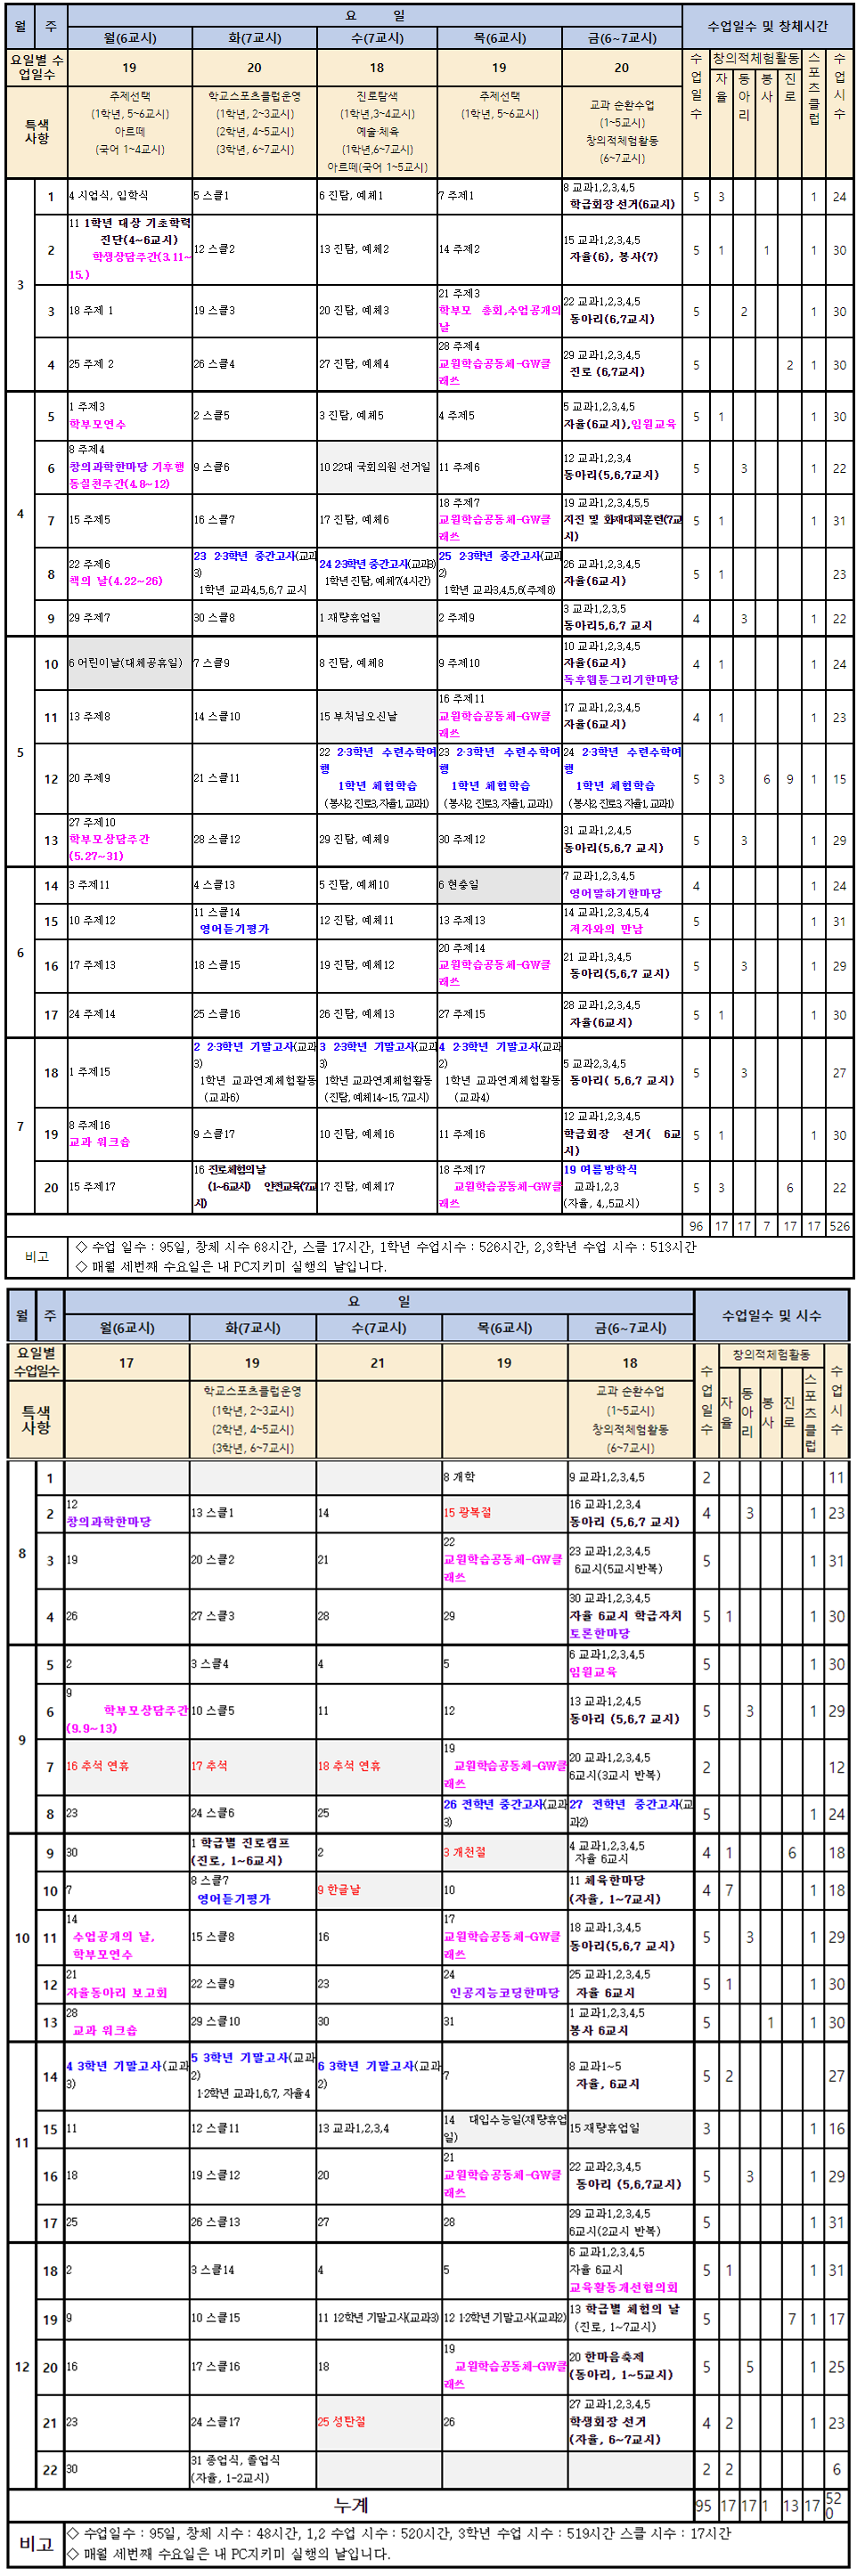 월 주 요 일 수업일수 및 창체시간
월(6교시) 화(7교시) 수(7교시) 목(6교시) 금(6~7교시)
요일별 수업일수 19 20 18 19 20 수업일수 창의적체험활동 스포츠클럽 수업시수
자율 동아리 봉사 진로
특색사항
주제선택
(1학년, 5~6교시)
아르떼
(국어 1~4교시)
학교스포츠클럽운영
(1학년, 2~3교시)
(2학년, 4~5교시)
(3학년, 6~7교시)
진로탐색
(1학년,3~4교시)
예술·체육
(1학년,6~7교시)
아르떼(국어 1~5교시)
주제선택
(1학년, 5~6교시)
교과 순환수업
(1~5교시)
창의적체험활동
(6~7교시)
3
1 4 시업식, 입학식 5 스클1 6 진탐, 예체1 7 주제1 8 교과1,2,3,4,5
학급회장 선거(6교시) 5 3 1 24
2 11 1학년 대상 기초학력
진단(4~6교시)
학생상담주간(3.11~
15.) 12 스클2 13 진탐, 예체2 14 주제2 15 교과1,2,3,4,5
자율(6), 봉사(7) 5 1 1 1 30
3 18 주제 1 19 스클3 20 진탐, 예체3 21 주제3
학부모 총회,수업공개의
날 22 교과1,2,3,4,5
동아리(6,7교시) 5 2 1 30
4 25 주제 2 26 스클4 27 진탐, 예체4 28 주제4
교원학습공동체-GW클
래쓰 29 교과1,2,3,4,5
진로 (6,7교시) 5 2 1 30
4
5 1 주제3
학부모연수 2 스클5 3 진탐, 예체5 4 주제5 5 교과1,2,3,4,5
자율(6교시),임원교육 5 1 1 30
6 8 주제4
창의과학한마당 기후행
동실천주간(4.8~12) 9 스클6 10 22대 국회의원 선거일 11 주제6 12 교과1,2,3,4
동아리(5,6,7교시) 5 3 1 22
7 15 주제5 16 스클7 17 진탐, 예체6 18 주제7
교원학습공동체-GW클
래쓰 19 교과1,2,3,4,5,5
지진 및 화재대피훈련(7교
시) 5 1 1 31
8 22 주제6
책의 날(4.22~26) 23 2·3학년 중간고사(교과
3)
1학년 교과4,5,6,7 교시 24 2·3학년 중간고사(교과3)
1학년 진탐, 예체7(4시간) 25 2·3학년 중간고사(교과
2)
1학년 교과3,4,5,6(주제8) 26 교과1,2,3,4,5
자율(6교시) 5 1 23
9 29 주제7 30 스클8 1 재량휴업일 2 주제9 3 교과1,2,3,5
동아리5,6,7 교시 4 3 1 22
5
10 6 어린이날(대체공휴일) 7 스클9 8 진탐, 예체8 9 주제10 10 교과1,2,3,4,5
자율(6교시)
독후웹툰그리기한마당 4 1 1 24
11 13 주제8 14 스클10 15 부처님오신날 16 주제11
교원학습공동체-GW클
래쓰 17 교과1,2,3,4,5
자율(6교시) 4 1 1 23
12 20 주제9 21 스클11 22 2·3학년 수련수학여
행
1학년 체험학습
(봉사2, 진로3, 자율1, 교과1) 23 2·3학년 수련수학여
행
1학년 체험학습
(봉사2, 진로3, 자율1, 교과1) 24 2·3학년 수련수학여
행
1학년 체험학습
(봉사2, 진로3, 자율1, 교과1) 5 3 6 9 1 15
13 27 주제10
학부모상담주간
(5.27~31) 28 스클12 29 진탐, 예체9 30 주제12 31 교과1,2,4,5
동아리(5,6,7 교시) 5 3 1 29
6
14 3 주제11 4 스클13 5 진탐, 예체10 6 현충일 7 교과1,2,3,4,5
영어말하기한마당 4 1 24
15 10 주제12 11 스클14
영어듣기평가 12 진탐, 예체11 13 주제13 14 교과1,2,3,4,5,4
저자와의 만남 5 1 31
16 17 주제13 18 스클15 19 진탐, 예체12 20 주제14
교원학습공동체-GW클
래쓰 21 교과1,3,4,5
동아리(5,6,7 교시) 5 3 1 29
17 24 주제14 25 스클16 26 진탐, 예체13 27 주제15 28 교과1,2,3,4,5
자율(6교시) 5 1 1 30
7
18 1 주제15 2 2·3학년 기말고사(교과
3)
1학년 교과연계체험활동
(교과6) 3 2·3학년 기말고사(교과
3)
1학년 교과연계체험활동
(진탐, 예체14~15, 7교시) 4 2·3학년 기말고사(교과
2)
1학년 교과연계체험활동
(교과4) 5 교과2,3,4,5
동아리( 5,6,7 교시) 5 3 27
19 8 주제16
교과 워크숍 9 스클17 10 진탐, 예체16 11 주제16 12 교과1,2,3,4,5
학급회장 선거( 6교
시) 5 1 1 30
20 15 주제17 16 진로체험의날
(1~6교시) 안전교육(7교
시) 17 진탐, 예체17 18 주제17
교원학습공동체-GW클
래쓰 19 여름방학식
교과1,2,3
(자율, 4,,5교시) 5 3 6 22
96 17 17 7 17 17 526
비고 ◇ 수업 일수 : 95일, 창체 시수 68시간, 스클 17시간, 1학년 수업시수 : 526시간, 2,3학년 수업 시수 : 513시간
◇ 매월 세번째 수요일은 내 PC지키미 실행의 날입니다.
월 주 요 일 수업일수 및 시수
월(6교시) 화(7교시) 수(7교시) 목(6교시) 금(6~7교시)
요일별 수업일수 17 19 21 19 18 수업일수 창의적체험활동 스포츠클럽 수업시수
자율 동아리 봉사 진로
특색사항
학교스포츠클럽운영
(1학년, 2~3교시)
(2학년, 4~5교시)
(3학년, 6~7교시)
교과 순환수업
(1~5교시)
창의적체험활동
(6~7교시)
8
1 8 개학 9 교과1,2,3,4,5 2 11
2 12
창의과학한마당 13 스클1 14 15 광복절 16 교과1,2,3,4
동아리 (5,6,7 교시) 4 3 1 23
3 19 20 스클2 21 22
교원학습공동체-GW클
래쓰 23 교과1,2,3,4,5
6교시(5교시반복) 5 1 31
4 26 27 스클3 28 29 30 교과1,2,3,4,5
자율 6교시 학급자치
토론한마당 5 1 1 30
9
5 2 3 스클4 4 5 6 교과1,2,3,4,5
임원교육 5 1 30
6 9
학부모상담주간
(9.9~13) 10 스클5 11 12 13 교과1,2,4,5
동아리 (5,6,7 교시) 5 3 1 29
7 16 추석 연휴 17 추석 18 추석 연휴 19
교원학습공동체-GW클
래쓰 20 교과1,2,3,4,5
6교시(3교시 반복) 2 12
8 23 24 스클6 25 26 전학년 중간고사(교과
3) 27 전학년 중간고사(교
과2) 5 1 24
10
9 30 1 학급별 진로캠프
(진로, 1~6교시) 2 3 개천절 4 교과1,2,3,4,5
자율 6교시 4 1 6 18
10 7 8 스클7
영어듣기평가 9 한글날 10 11 체육한마당
(자율, 1~7교시) 4 7 1 18
11 14
수업공개의 날,
학부모연수 15 스클8 16 17
교원학습공동체-GW클
래쓰 18 교과1,3,4,5
동아리(5,6,7 교시) 5 3 1 29
12 21
자율동아리 보고회 22 스클9 23 24
인공지능코딩한마당 25 교과1,2,3,4,5
자율 6교시 5 1 1 30
13 28
교과 워크숍 29 스클10 30 31 1 교과1,2,3,4,5
봉사 6교시 5 1 1 30
11
14 4 3학년 기말고사(교과
3) 5 3학년 기말고사(교과
2)
1·2학년 교과1,6,7, 자율4 6 3학년 기말고사(교과
2) 7 8 교과1~5
자율, 6교시 5 2 27
15 11 12 스클11 13 교과1,2,3,4 14 대입수능일(재량휴업
일) 15 재량휴업일 3 1 16
16 18 19 스클12 20 21
교원학습공동체-GW클
래쓰 22 교과2,3,4,5
동아리 (5,6,7교시) 5 3 1 29
17 25 26 스클13 27 28 29 교과1,2,3,4,5
6교시(2교시 반복) 5 1 31
12
18 2 3 스클14 4 5 6 교과1,2,3,4,5
자율 6교시
교육활동개선협의회 5 1 1 31
19 9 10 스클15 11 1·2학년 기말고사(교과3) 12 1·2학년 기말고사(교과2) 13 학급별 체험의 날
(진로, 1~7교시) 5 7 1 17
20 16 17 스클16 18 19
교원학습공동체-GW클
래쓰 20 한마음축제
(동아리, 1~5교시) 5 5 1 25
21 23 24 스클17 25 성탄절 26 27 교과1,2,3,4,5
학생회장 선거
(자율, 6~7교시) 4 2 1 23
22 30 31 종업식, 졸업식
(자율, 1-2교시) 2 2 6
누계 95 17 17 1 13 17 520
비고 ◇ 수업일수 : 95일, 창체 시수 : 48시간, 1,2 수업 시수 : 520시간, 3학년 수업 시수 : 519시간 스클 시수 : 17시간
◇ 매월 세번째 수요일은 내 PC지키미 실행의 날입니다.